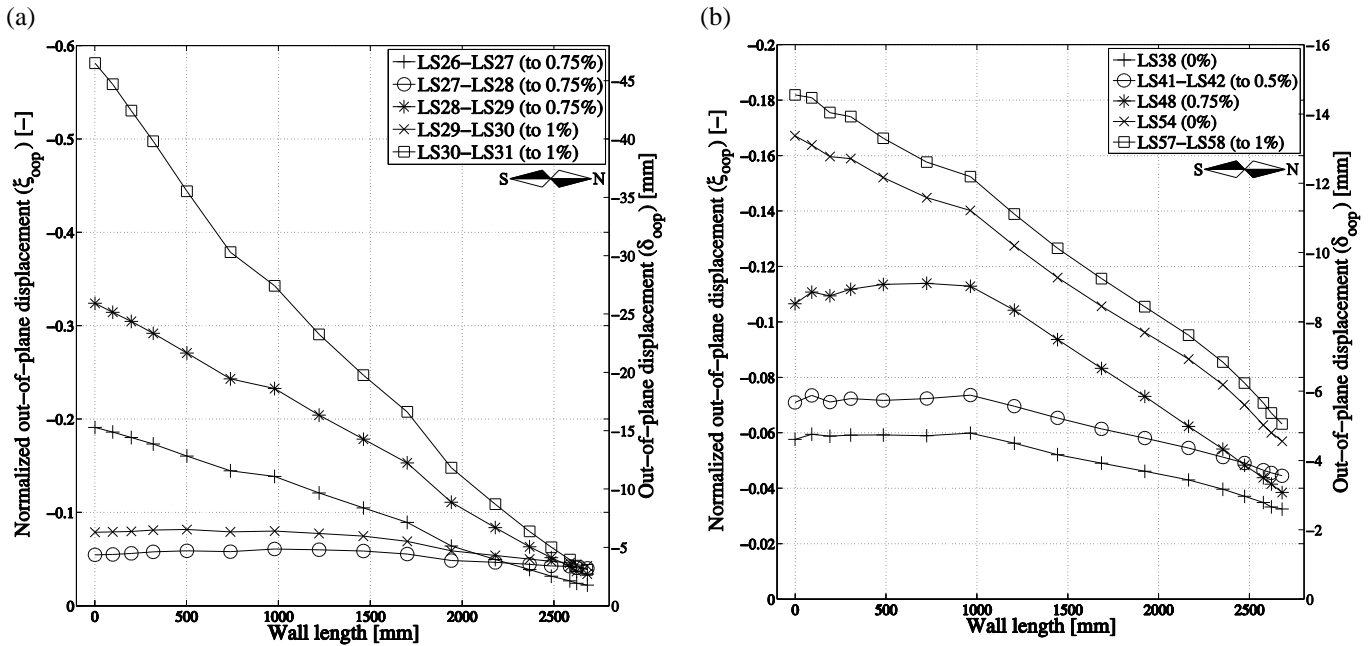 (a)
−0.6
−0.5
−0.4
−0.3
−0.2
−0.1
0
Normalized out−of−plane displacement (ξoop) [−]
LS26−LS27 (to 0.75%)
LS27−LS28 (to 0.75%)
LS28−LS29 (to 0.75%)
LS29−LS30 (to 1%)
LS30−LS31 (to 1%)
S N
−45
−40
−35
−30
−25
−20
−15
−10
−5
0
Out−of−plane displacement (δoop) [mm]
0 500 1000 1500 2000 2500
Wall length [mm]
(b)
−0.2
−0.18
−0.16
−0.14
−0.12
−0.1
−0.08
−0.06
−0.04
−0.02
0
Normalized out−of−plane displacement (ξoop) [−]
LS38 (0%)
LS41−LS42 (to 0.5%)
LS48 (0.75%)
LS54 (0%)
LS57−LS58 (to 1%)
S N
−16
−14
−12
−10
−8
−6
−4
−2
0
Out−of−plane displacement (δoop) [mm]
0 500 1000 1500 2000 2500
Wall length [mm]